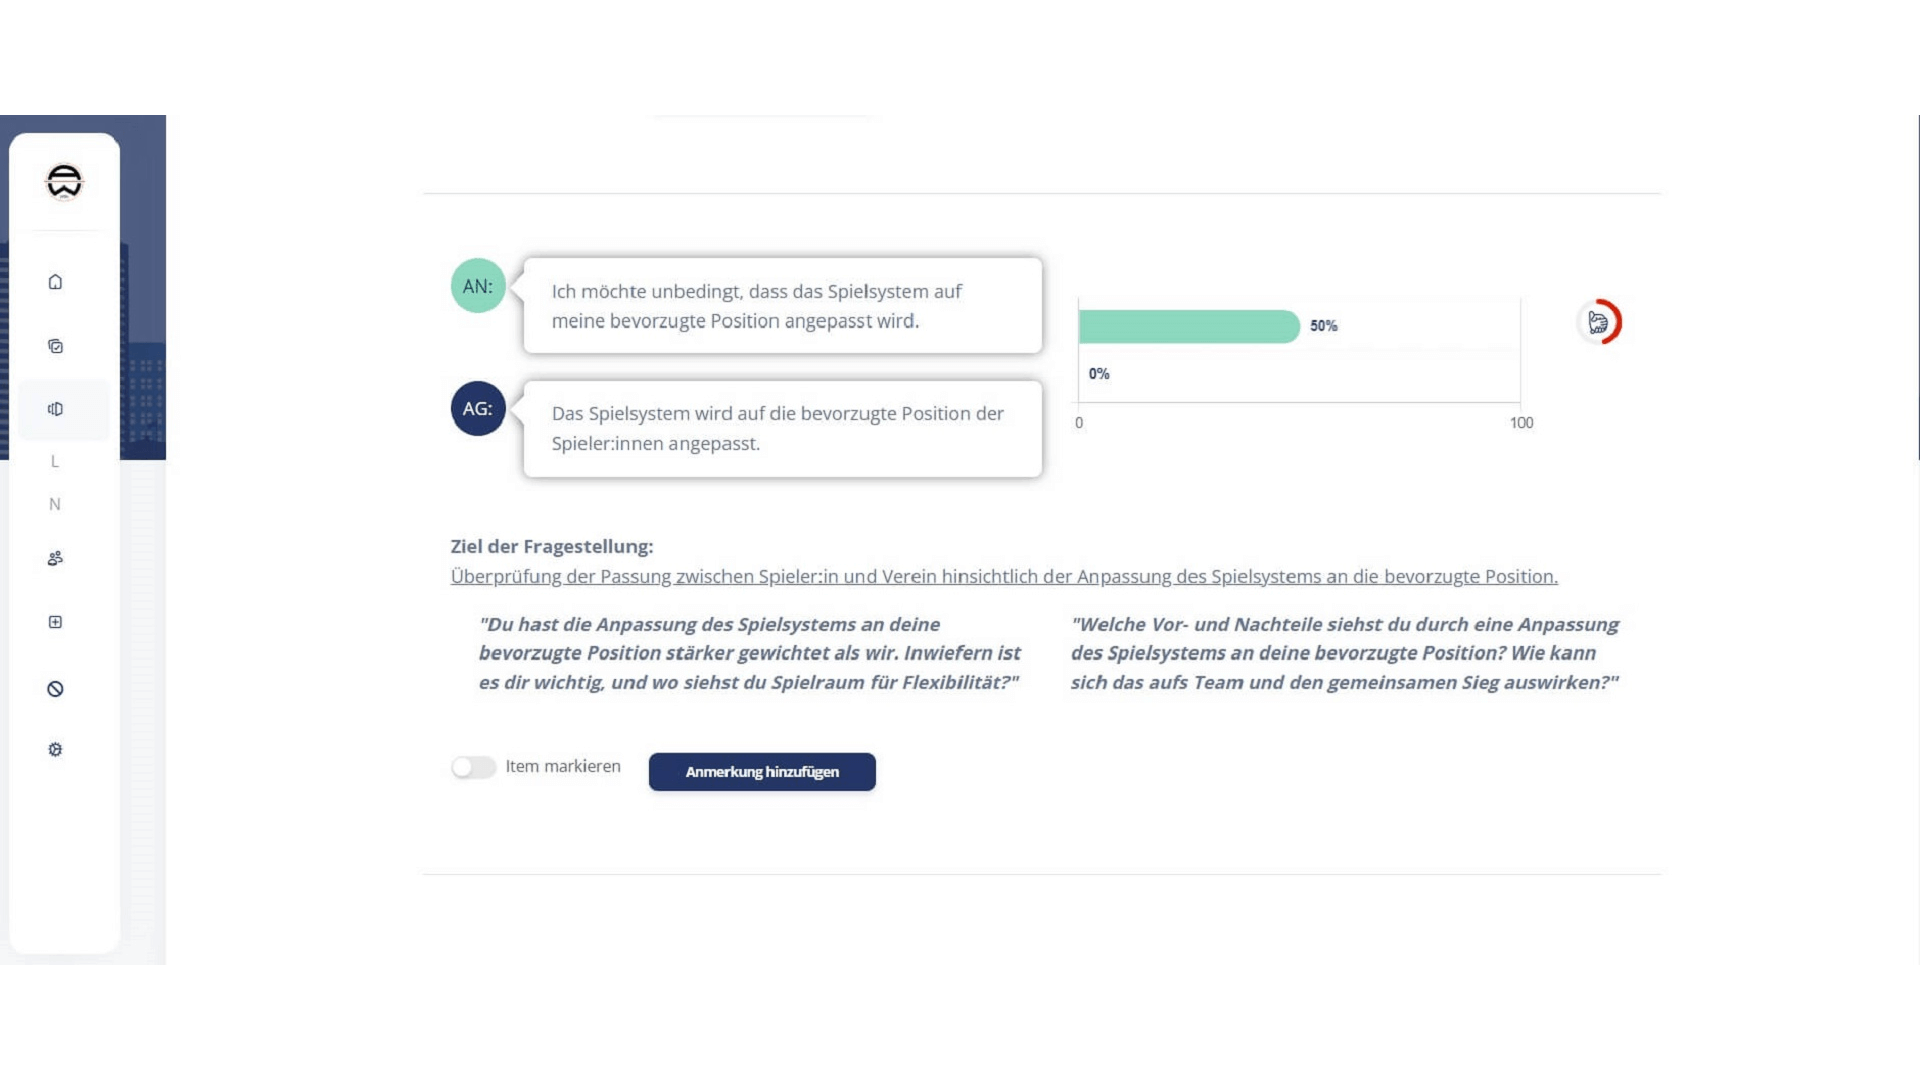 L
N
AN:
Ich möchte unbedingt, dass das Spielsystem auf
meine bevorzugte Position angepasst wird.
AG:
Das Spielsystem wird auf die bevorzugte Position der
Spieler:innen angepasst.
50%
0%
0
100
Ziel der Fragestellung:
Überprüfung der Passung zwischen Spieler:in und Verein hinsichtlich der Anpassung des Spielsystems an die bevorzugte Position.
"Du hast die Anpassung des Spielsystems an deine
bevorzugte Position stärker gewichtet als wir. Inwiefern ist
es dir wichtig, und wo siehst du Spielraum für Flexibilität?"
"Welche Vor- und Nachteile siehst du durch eine Anpassung
des Spielsystems an deine bevorzugte Position? Wie kann
sich das aufs Team und den gemeinsamen Sieg auswirken?"
Item markieren
Anmerkung hinzufügen